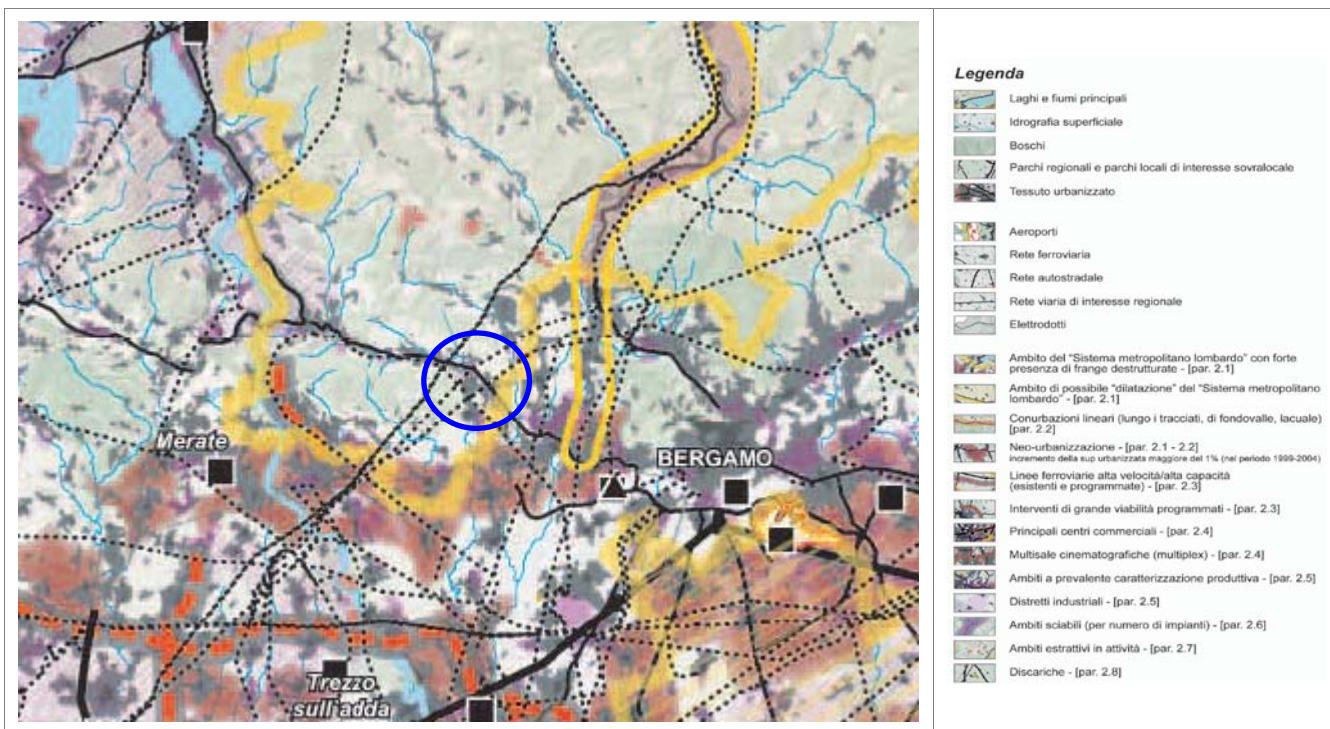 Merate
BERGAMO
Trezzo
sull'adda
Legenda
Laghi e fiumi principali
Idrografia superficiale
Boschi
Parchi regionali e parchi locali di interesse sovralocale
Tessuto urbanizzato
Aeroporti
Rete ferroviaria
Rete autostradale
Rete viaria di interesse regionale
Elettrodotti
Ambito del "Sistema metropolitano lombardo" con forte
presenza di frange destrutturate - [par. 2.1]
Ambito di possibile "dilatazione" del "Sistema metropolitano
lombardo" - [par. 2.1]
Conurbazioni lineari (lungo i tracciati, di fondovalle, lacuale)
[par. 2.2]
Neo-urbanizzazione - [par. 2.1 - 2.2]
incremento della sup urbanizzata maggiore del 1% (nel periodo 1999-2004)
Linee ferroviarie alta velocità/alta capacità
(esistenti e programmate) - [par. 2.3]
Interventi di grande viabilità programmati - [par. 2.3]
Principali centri commerciali - [par. 2.4]
Multisale cinematografiche (multiplex) - [par. 2.4]
Ambiti a prevalente caratterizzazione produttiva - [par. 2.5]
Distretti industriali - [par. 2.5]
Ambiti sciabili (per numero di impianti) - [par. 2.6]
Ambiti estrattivi in attività - [par. 2.7]
Discariche - [par. 2.8]